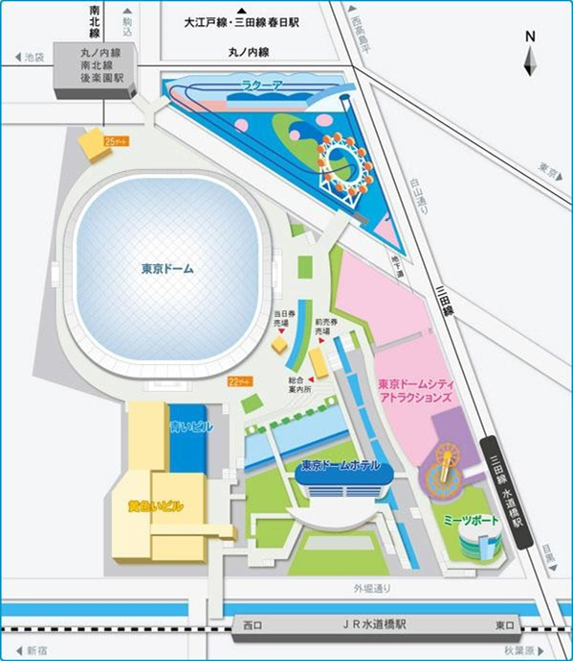 南北線
駒込
大江戸線・三田線 春日駅
西高島平
丸ノ内線
N
池袋
丸ノ内線
南北線
後楽園駅
ラクーア
25ゲート
東京
白山通り
東京ドーム
地下道
三田線
当日券
売場
前売券
売場
22ゲート
総合
案内所
東京ドームシティ
アトラクションズ
青いビル
東京ドームホテル
三田線 水道橋駅
黄色いビル
ミーツポート
目黒
外堀通り
西口
JR水道橋駅
東口
新宿
秋葉原